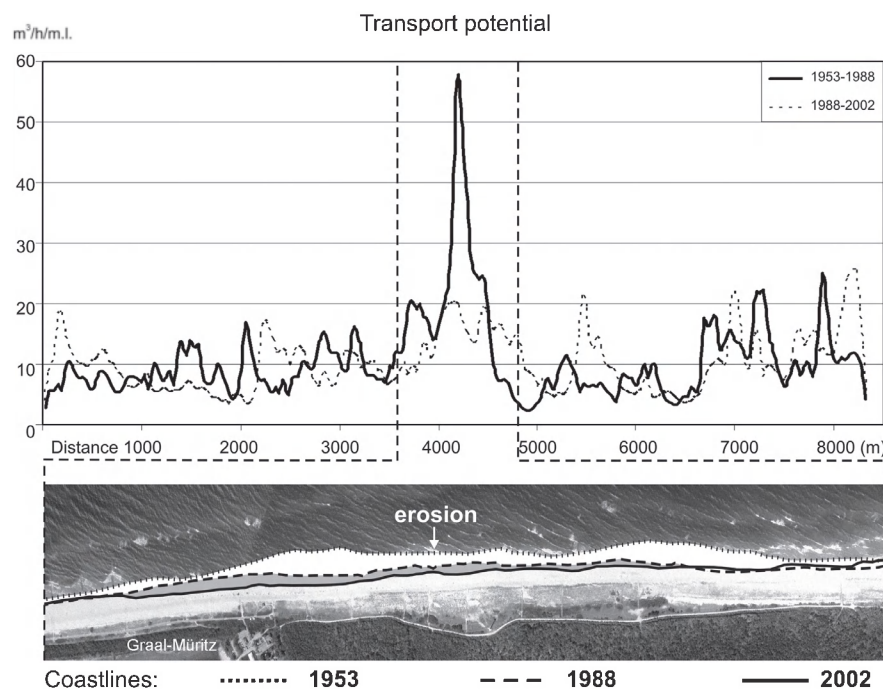 Transport potential
m³/h/m.l.
60
1953-1988
1988-2002
50
40
30
20
10
0
Distance 1000 2000 3000 4000 5000 6000 7000 8000 (m)
erosion
Graal-Müritz
Coastlines: 1953 1988 2002